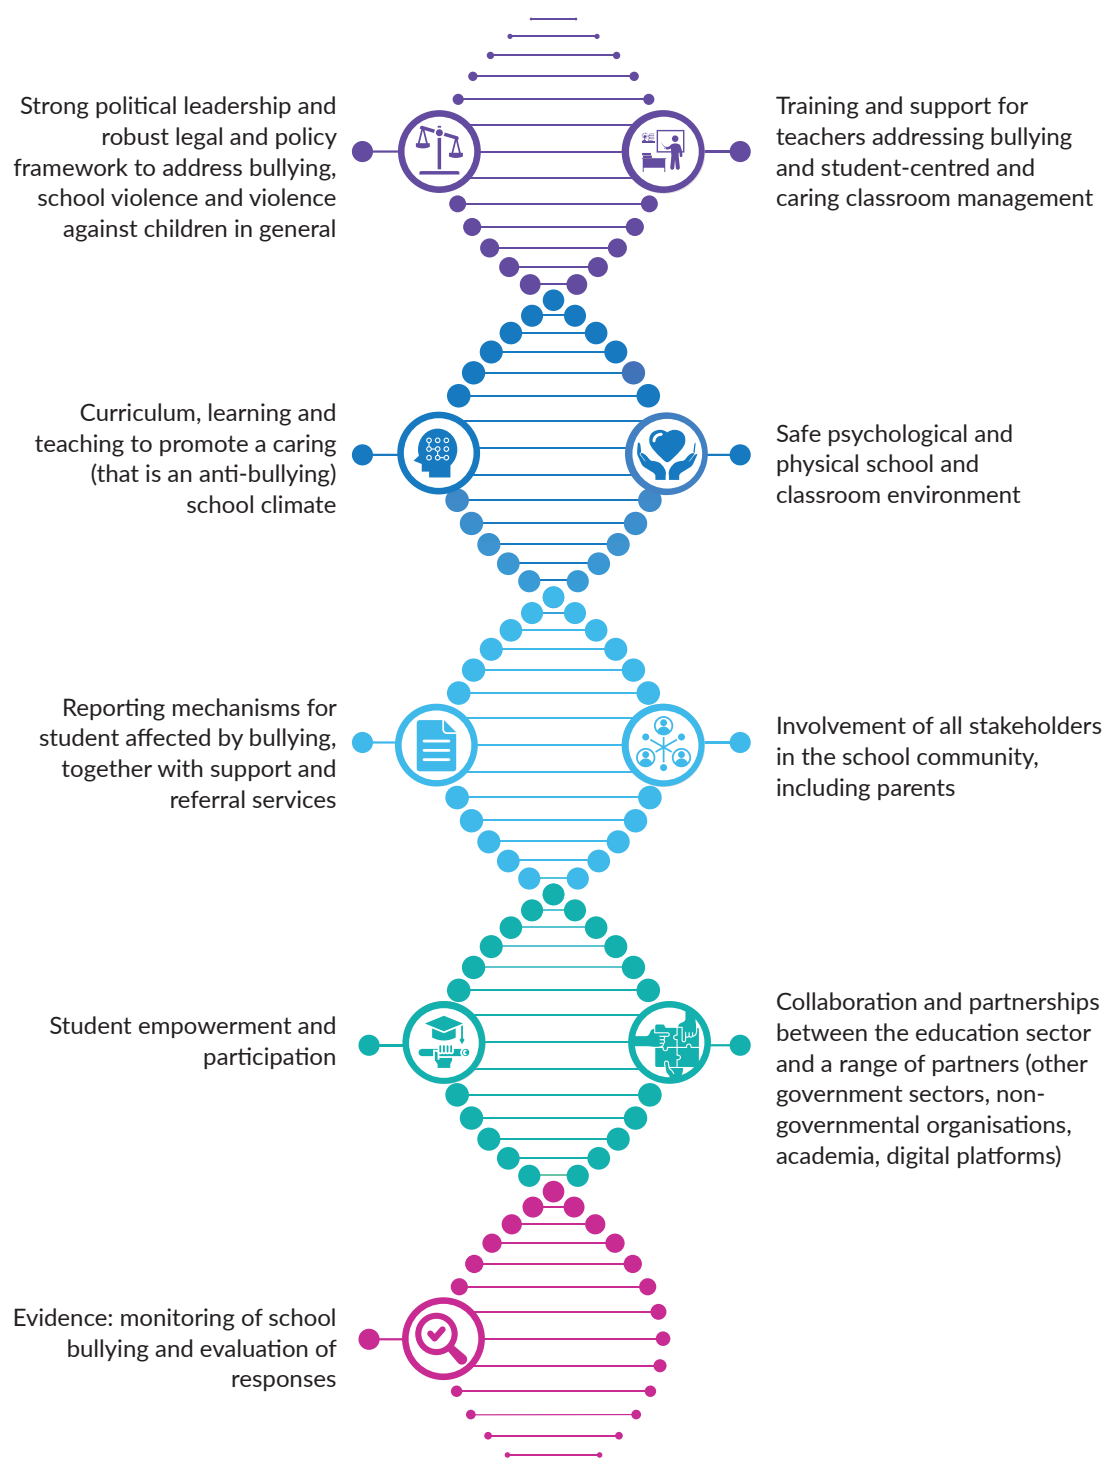 Strong political leadership and
robust legal and policy
framework to address bullying,
school violence and violence
against children in general
Training and support for
teachers addressing bullying
and student-centred and
caring classroom management
Curriculum, learning and
teaching to promote a caring
(that is an anti-bullying)
school climate
Safe psychological and
physical school and
classroom environment
Reporting mechanisms for
student affected by bullying,
together with support and
referral services
Involvement of all stakeholders
in the school community,
including parents
Student empowerment and
participation
Collaboration and partnerships
between the education sector
and a range of partners (other
government sectors, non-
governmental organisations,
academia, digital platforms)
Evidence: monitoring of school
bullying and evaluation of
responses